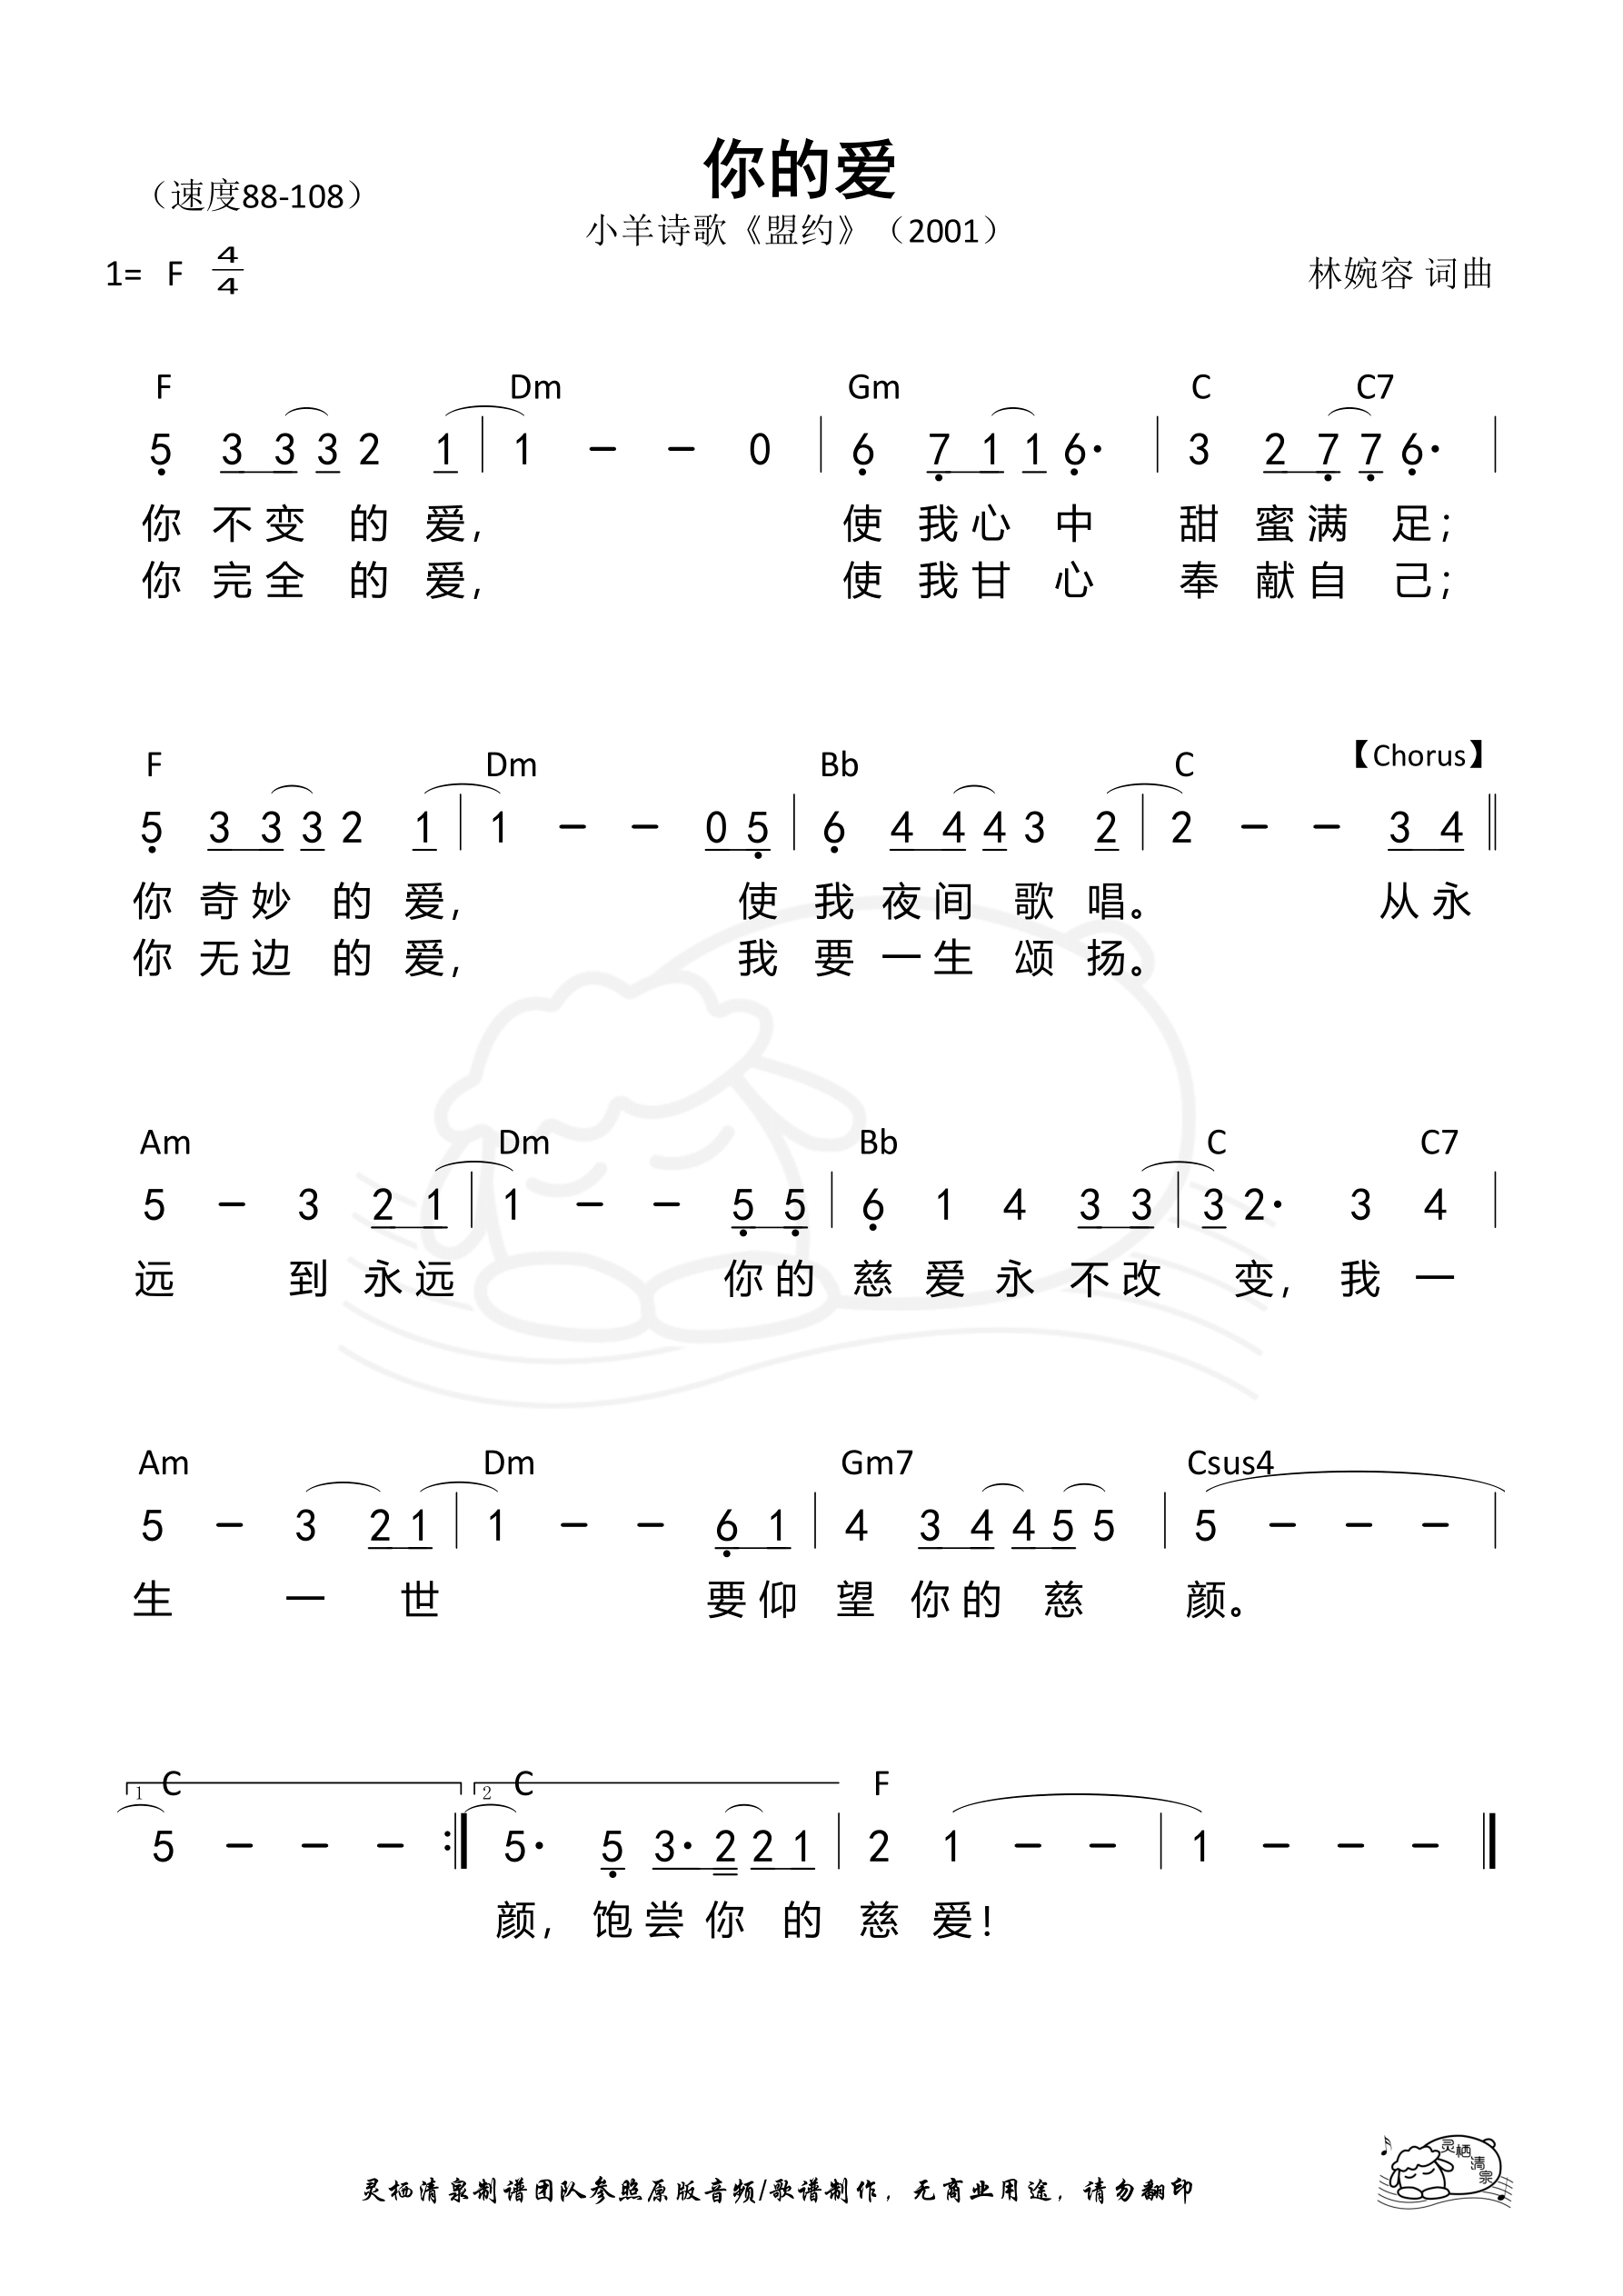 你的爱
（速度88-108）
小羊诗歌《盟约》（2001）
1= F 4/4
林婉容 词曲
F Dm Gm C C7
5 3 3 3 2 1 | 1 – – 0 | 6 7 1 1 6· | 3 2 7 7 6· |
你 不 变 的 爱， 使 我 心 中 甜 蜜 满 足；
你 完 全 的 爱， 使 我 甘 心 奉 献 自 己；
F Dm Bb C 【Chorus】
5 3 3 3 2 1 | 1 – – 0 5 | 6 4 4 4 3 2 | 2 – – 3 4 ||
你 奇 妙 的 爱， 使 我 夜 间 歌 唱。 从 永
你 无 边 的 爱， 我 要 一 生 颂 扬。
Am Dm Bb C C7
5 – 3 2 1 | 1 – – 5 5 | 6 1 4 3 3 | 3 2· 3 4 |
远 到 永 远 你 的 慈 爱 永 不 改 变， 我 一
Am Dm Gm7 Csus4
5 – 3 2 1 | 1 – – 6 1 | 4 3 4 4 5 5 | 5 – – – |
生 一 世 要 仰 望 你 的 慈 颜。
1 C 2 C F
5 – – – :| 5· 5 3· 2 2 1 | 2 1 – – | 1 – – – ||
颜， 饱 尝 你 的 慈 爱！
灵栖清泉
灵栖清泉制谱团队参照原版音频/歌谱制作，无商业用途，请勿翻印